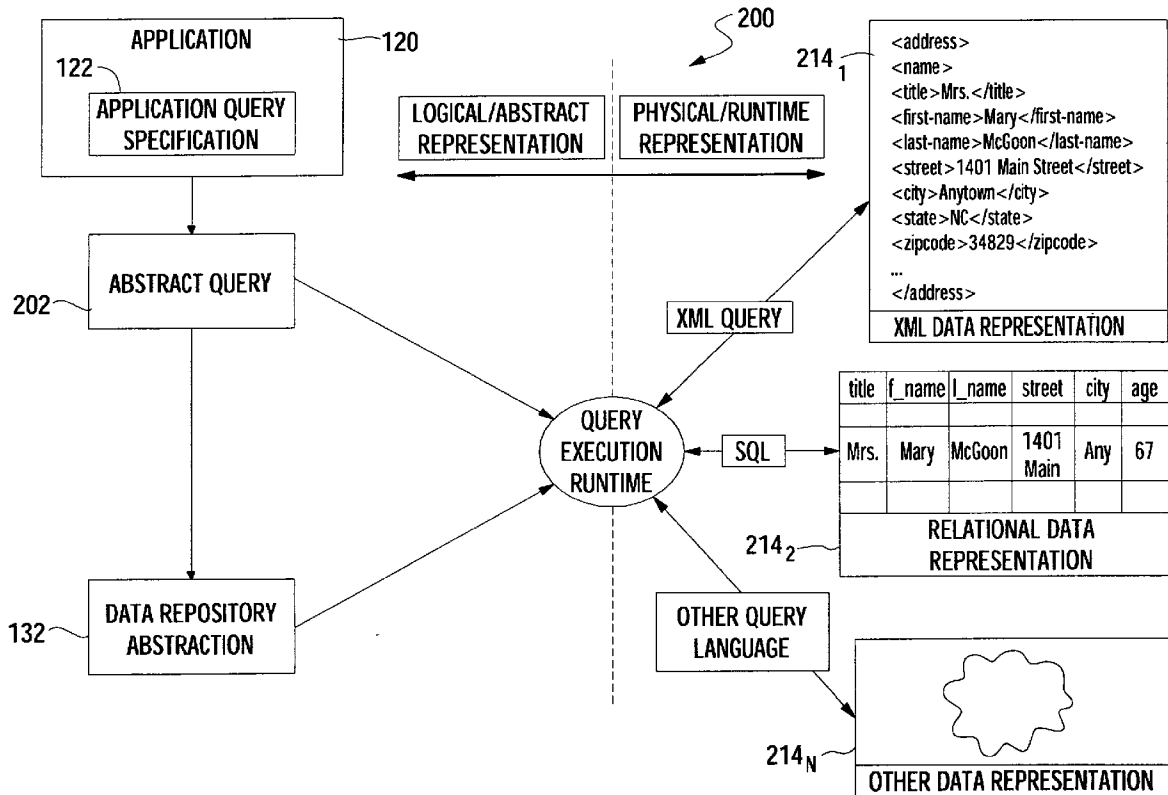 APPLICATION
120
122
APPLICATION QUERY
SPECIFICATION
200
LOGICAL/ABSTRACT
REPRESENTATION
PHYSICAL/RUNTIME
REPRESENTATION
214 1
<address>
<name>
<title>Mrs.</title>
<first-name>Mary</first-name>
<last-name>McGoon</last-name>
<street>1401 Main Street</street>
<city>Anytown</city>
<state>NC</state>
<zipcode>34829</zipcode>
...
</address>
XML DATA REPRESENTATION
ABSTRACT QUERY
202
XML QUERY
QUERY
EXECUTION
RUNTIME
SQL
title f_name l_name street city age
Mrs. Mary McGoon 1401 Main Any 67
RELATIONAL DATA
REPRESENTATION
214 2
DATA REPOSITORY
ABSTRACTION
132
OTHER QUERY
LANGUAGE
214 N
OTHER DATA REPRESENTATION